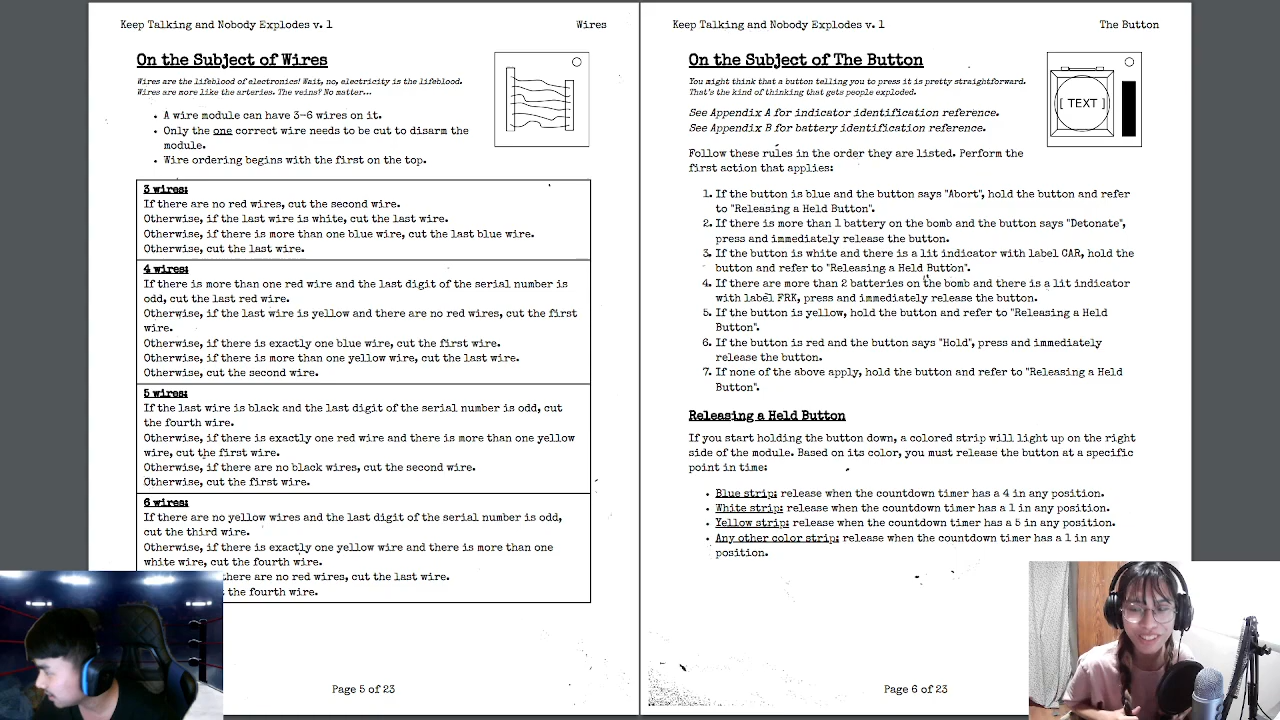 Keep Talking and Nobody Explodes v. 1
Wires
On the Subject of Wires
Wires are the lifeblood of electronics! Wait, no, electricity is the lifeblood.
Wires are more like the arteries. The veins? No matter...
• A wire module can have 3-6 wires on it.
• Only the one correct wire needs to be cut to disarm the
module.
• Wire ordering begins with the first on the top.
3 wires:
If there are no red wires, cut the second wire.
Otherwise, if the last wire is white, cut the last wire.
Otherwise, if there is more than one blue wire, cut the last blue wire.
Otherwise, cut the last wire.
4 wires:
If there is more than one red wire and the last digit of the serial number is
odd, cut the last red wire.
Otherwise, if the last wire is yellow and there are no red wires, cut the first
wire.
Otherwise, if there is exactly one blue wire, cut the first wire.
Otherwise, if there is more than one yellow wire, cut the last wire.
Otherwise, cut the second wire.
5 wires:
If the last wire is black and the last digit of the serial number is odd, cut
the fourth wire.
Otherwise, if there is exactly one red wire and there is more than one yellow
wire, cut the first wire.
Otherwise, if there are no black wires, cut the second wire.
Otherwise, cut the first wire.
6 wires:
If there are no yellow wires and the last digit of the serial number is odd,
cut the third wire.
Otherwise, if there is exactly one yellow wire and there is more than one
white wire, cut the fourth wire.
there are no red wires, cut the last wire.
the fourth wire.
Page 5 of 23
Keep Talking and Nobody Explodes v. 1
The Button
On the Subject of The Button
You might think that a button telling you to press it is pretty straightforward.
That's the kind of thinking that gets people exploded.
[ TEXT ]
See Appendix A for indicator identification reference.
See Appendix B for battery identification reference.
Follow these rules in the order they are listed. Perform the
first action that applies:
1. If the button is blue and the button says "Abort", hold the button and refer
to "Releasing a Held Button".
2. If there is more than 1 battery on the bomb and the button says "Detonate",
press and immediately release the button.
3. If the button is white and there is a lit indicator with label CAR, hold the
button and refer to "Releasing a Held Button".
4. If there are more than 2 batteries on the bomb and there is a lit indicator
with label FRK, press and immediately release the button.
5. If the button is yellow, hold the button and refer to "Releasing a Held
Button".
6. If the button is red and the button says "Hold", press and immediately
release the button.
7. If none of the above apply, hold the button and refer to "Releasing a Held
Button".
Releasing a Held Button
If you start holding the button down, a colored strip will light up on the right
side of the module. Based on its color, you must release the button at a specific
point in time:
• Blue strip: release when the countdown timer has a 4 in any position.
• White strip: release when the countdown timer has a 1 in any position.
• Yellow strip: release when the countdown timer has a 5 in any position.
• Any other color strip: release when the countdown timer has a 1 in any
position.
Page 6 of 23